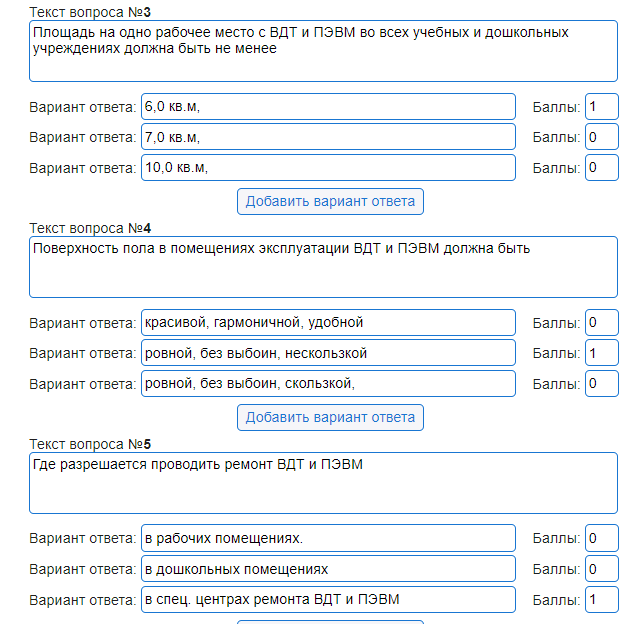 Текст вопроса №3
Площадь на одно рабочее место с ВДТ и ПЭВМ во всех учебных и дошкольных
учреждениях должна быть не менее
Вариант ответа: 6,0 кв.м, Баллы: 1
Вариант ответа: 7,0 кв.м, Баллы: 0
Вариант ответа: 10,0 кв.м, Баллы: 0
Добавить вариант ответа
Текст вопроса №4
Поверхность пола в помещениях эксплуатации ВДТ и ПЭВМ должна быть
Вариант ответа: красивой, гармоничной, удобной Баллы: 0
Вариант ответа: ровной, без выбоин, нескользкой Баллы: 1
Вариант ответа: ровной, без выбоин, скользкой, Баллы: 0
Добавить вариант ответа
Текст вопроса №5
Где разрешается проводить ремонт ВДТ и ПЭВМ
Вариант ответа: в рабочих помещениях. Баллы: 0
Вариант ответа: в дошкольных помещениях Баллы: 0
Вариант ответа: в спец. центрах ремонта ВДТ и ПЭВМ Баллы: 1